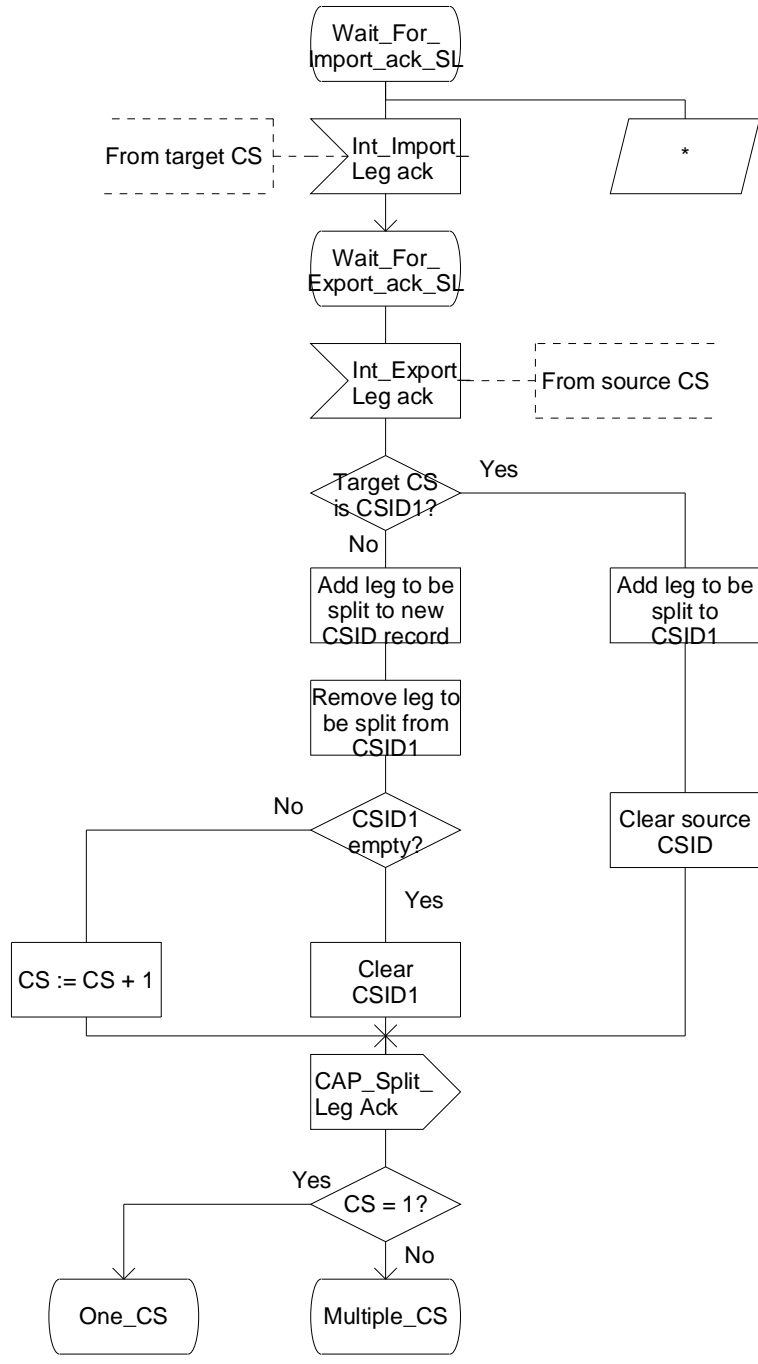 Wait_For_
Import_ack_SL
From target CS
Int_Import_
Leg ack
*
Wait_For_
Export_ack_SL
Int_Export_
Leg ack
From source CS
Target CS
is CSID1?
Yes
No
Add leg to be
split to new
CSID record
Add leg to be
split to
CSID1
Remove leg to
be split from
CSID1
No
CSID1
empty?
Clear source
CSID
Yes
CS := CS + 1
Clear
CSID1
CAP_Split_
Leg Ack
Yes
CS = 1?
No
One_CS
Multiple_CS